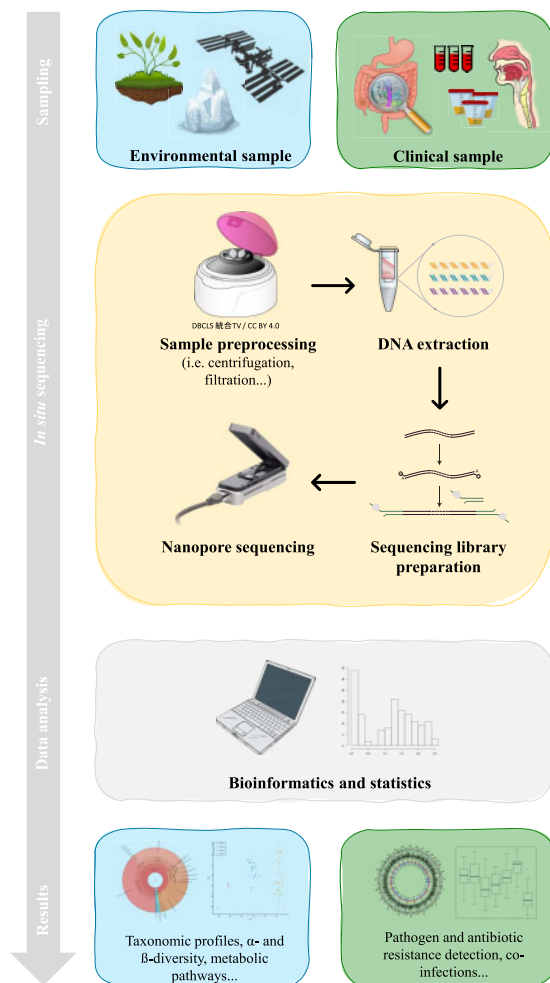 Sampling
Environmental sample
Clinical sample
In situ sequencing
DBCLS 統合TV / CC BY 4.0
Sample preprocessing
(i.e. centrifugation,
filtration...)
DNA extraction
Nanopore sequencing
Sequencing library
preparation
Data analysis
Bioinformatics and statistics
Results
Taxonomic profiles, α- and
ß-diversity, metabolic
pathways...
Pathogen and antibiotic
resistance detection, co-
infections...